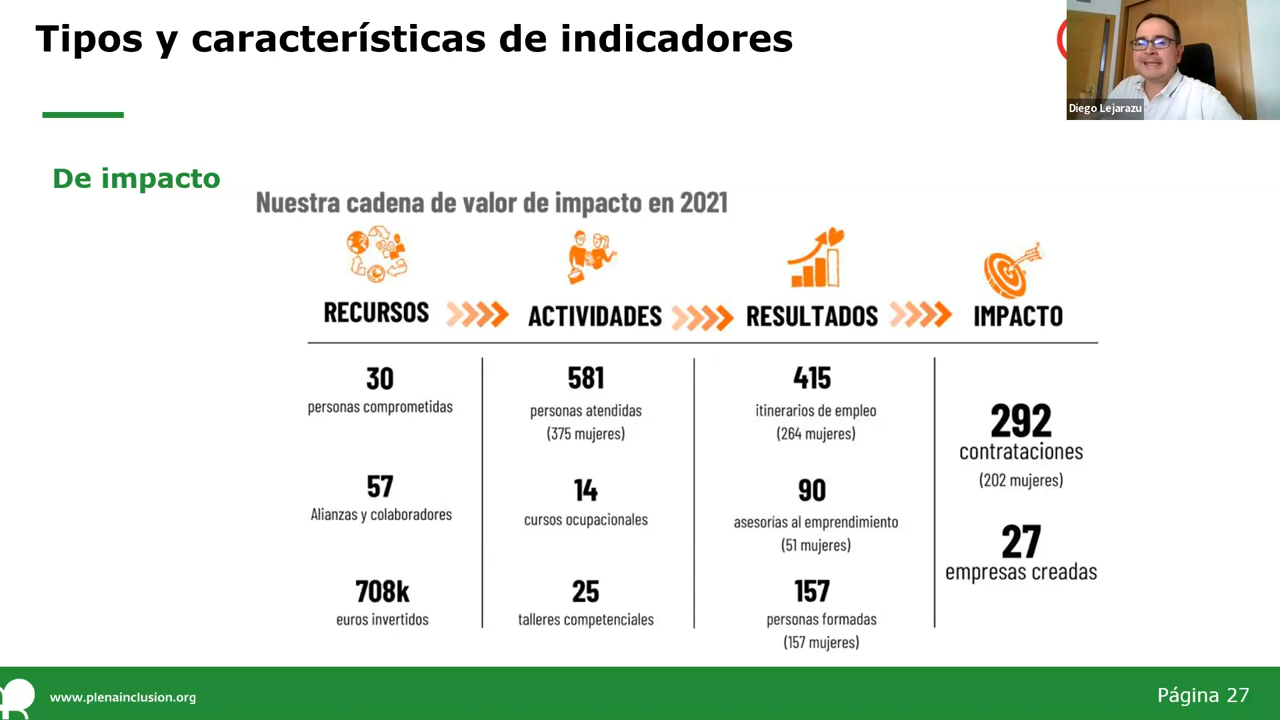 Tipos y características de indicadores
Diego Lejarazu
De impacto
Nuestra cadena de valor de impacto en 2021
RECURSOS
ACTIVIDADES
RESULTADOS
IMPACTO
30
personas comprometidas
57
Alianzas y colaboradores
708k
euros invertidos
581
personas atendidas
(375 mujeres)
14
cursos ocupacionales
25
talleres competenciales
415
itinerarios de empleo
(264 mujeres)
90
asesorías al emprendimiento
(51 mujeres)
157
personas formadas
(157 mujeres)
292
contrataciones
(202 mujeres)
27
empresas creadas
www.plenainclusion.org
Página 27